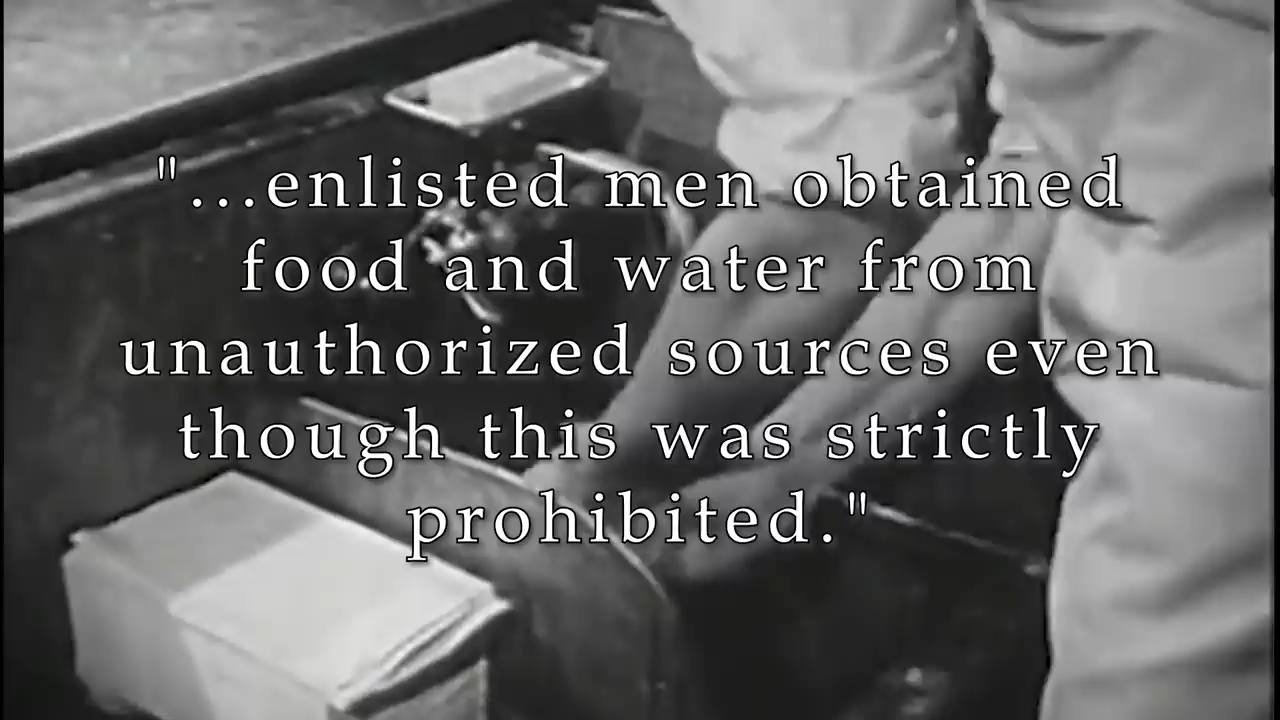 "...enlisted men obtained
food and water from
unauthorized sources even
though this was strictly
prohibited."